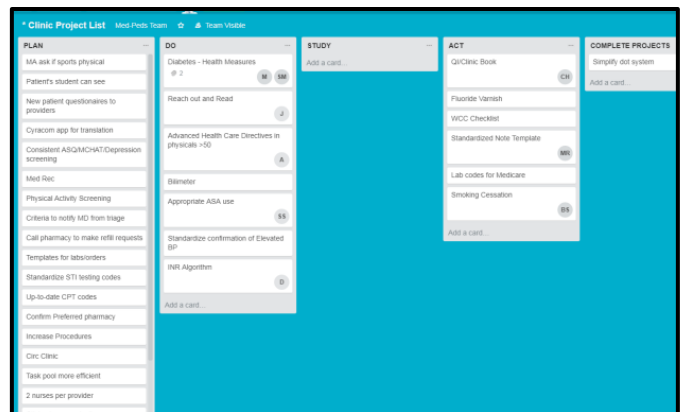 * Clinic Project List Med-Peds Team Team Visible
PLAN
MA ask if sports physical
Patient's student can see
New patient questionaires to
providers
Cyracom app for translation
Consistent ASQ/MCHAT/Depression
screening
Med Rec
Physical Activity Screening
Criteria to notify MD from triage
Call pharmacy to make refill requests
Templates for labs/orders
Standardize STI testing codes
Up-to-date CPT codes
Confirm Preferred pharmacy
Increase Procedures
Circ Clinic
Task pool more efficient
2 nurses per provider
DO
Diabetes - Health Measures
2
M SM
Reach out and Read
J
Advanced Health Care Directives in
physicals >50
A
Bilimeter
Appropriate ASA use
SS
Standardize confirmation of Elevated
BP
INR Algorithm
D
Add a card...
STUDY
Add a card...
ACT
QI/Clinic Book
CH
Fluoride Varnish
WCC Checklist
Standardized Note Template
MK
Lab codes for Medicare
Smoking Cessation
BS
Add a card...
COMPLETE PROJECTS
Simplify dot system
Add a card...